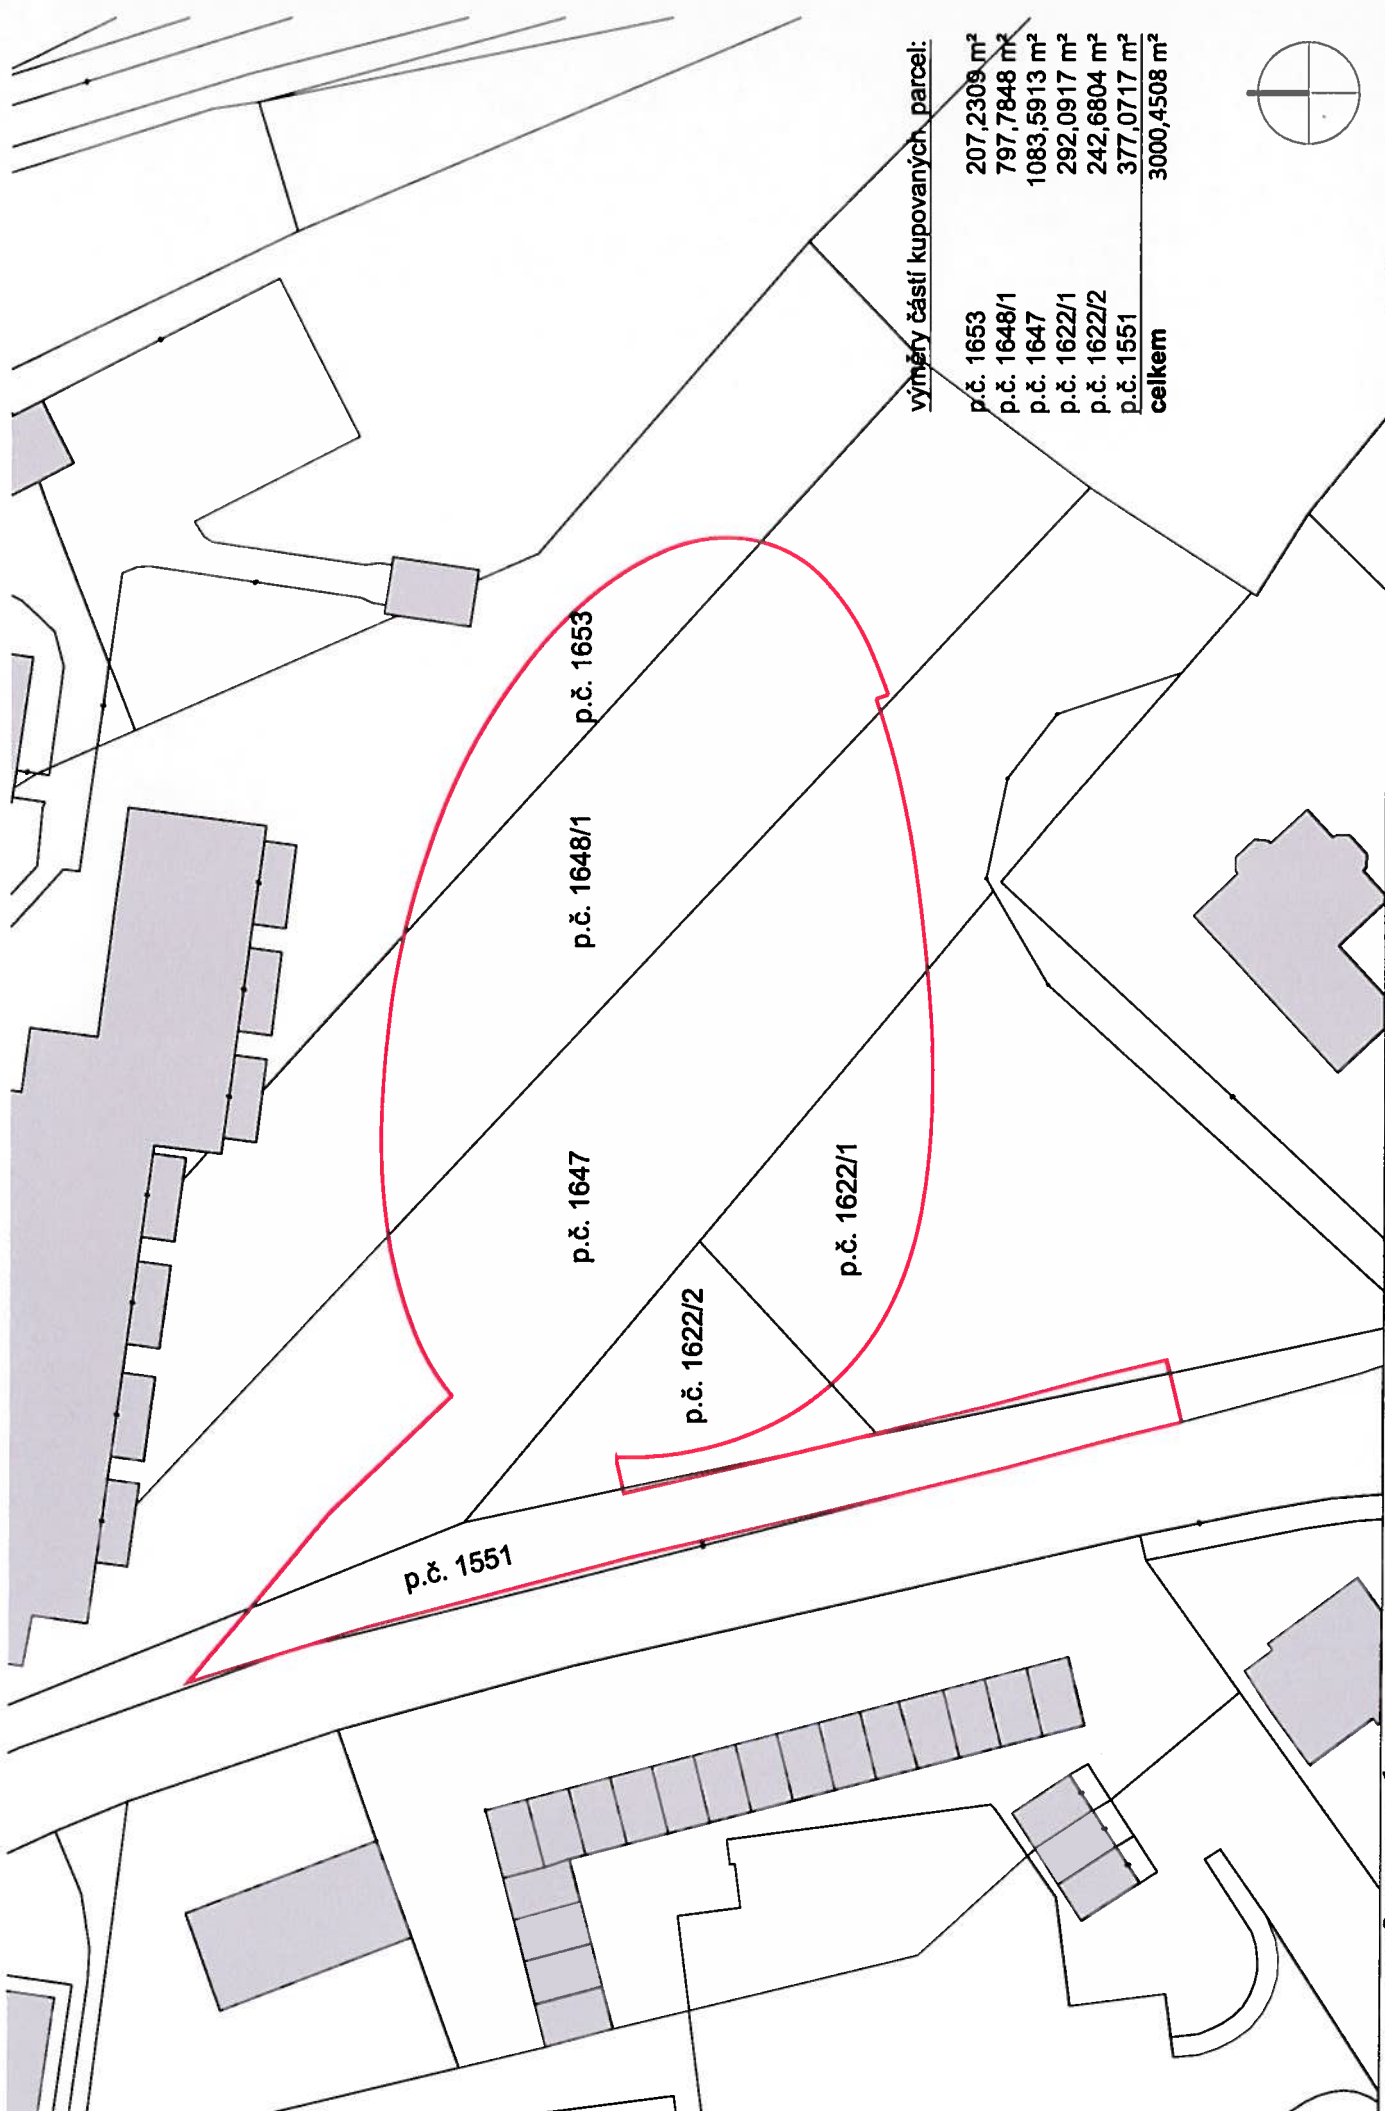 výměry částí kupovaných parcel:
p.č. 1653 207,2309 m²
p.č. 1648/1 797,7848 m²
p.č. 1647 1083,5913 m²
p.č. 1622/1 292,0917 m²
p.č. 1622/2 242,6804 m²
p.č. 1551 377,0717 m²
celkem 3000,4508 m²
p.č. 1653
p.č. 1648/1
p.č. 1647
p.č. 1622/1
p.č. 1622/2
p.č. 1551